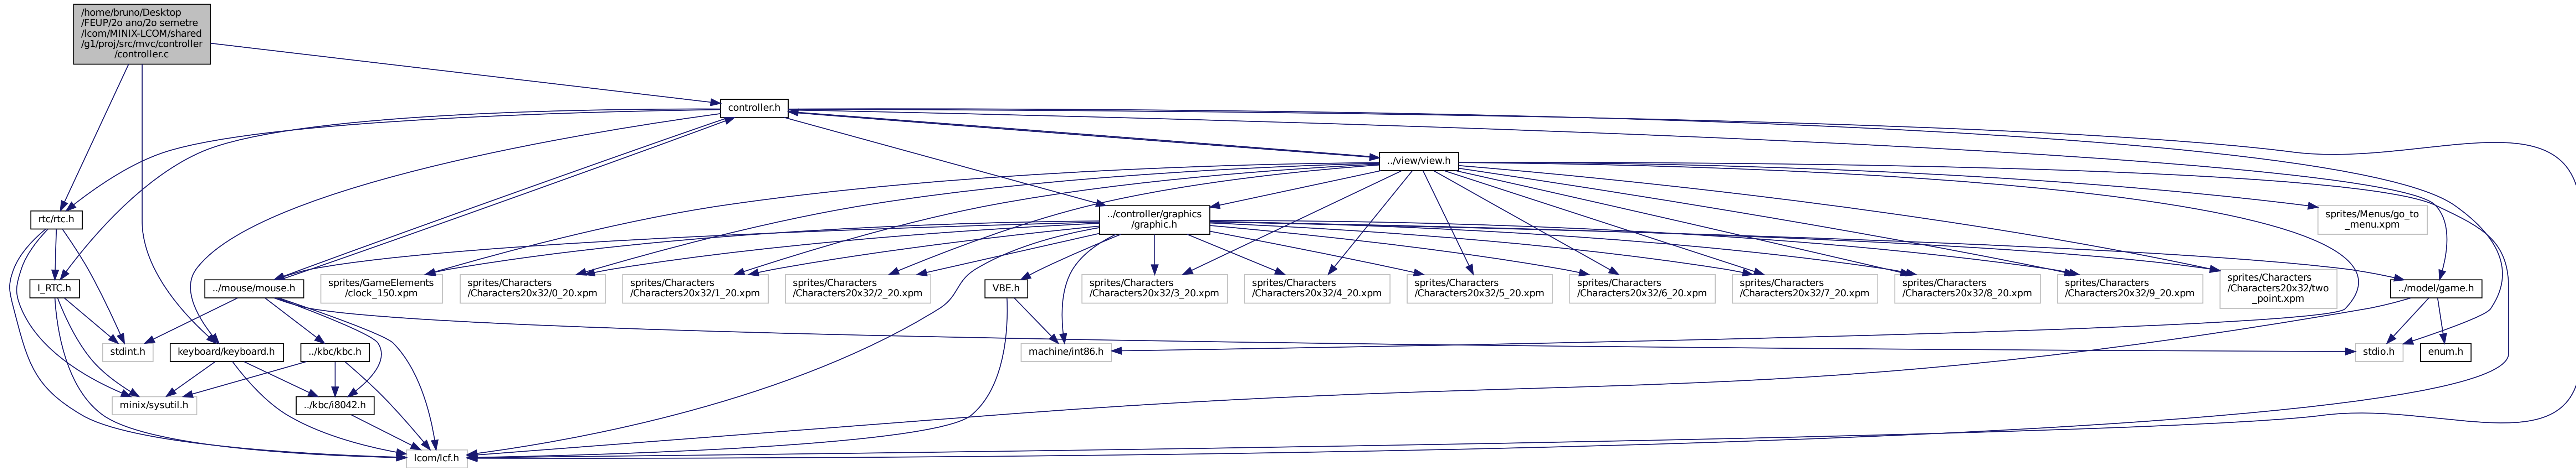 /home/bruno/Desktop
/FEUP/2o ano/2o semetre
/lcom/MINIX-LCOM/shared
/g1/proj/src/mvc/controller
/controller.c
controller.h
../view/view.h
rtc/rtc.h
../controller/graphics
/graphic.h
sprites/Menus/go_to
_menu.xpm
I_RTC.h
../mouse/mouse.h
sprites/GameElements
/clock_150.xpm
sprites/Characters
/Characters20x32/0_20.xpm
sprites/Characters
/Characters20x32/1_20.xpm
sprites/Characters
/Characters20x32/2_20.xpm
VBE.h
sprites/Characters
/Characters20x32/3_20.xpm
sprites/Characters
/Characters20x32/4_20.xpm
sprites/Characters
/Characters20x32/5_20.xpm
sprites/Characters
/Characters20x32/6_20.xpm
sprites/Characters
/Characters20x32/7_20.xpm
sprites/Characters
/Characters20x32/8_20.xpm
sprites/Characters
/Characters20x32/9_20.xpm
sprites/Characters
/Characters20x32/two
_point.xpm
../model/game.h
stdint.h
keyboard/keyboard.h
../kbc/kbc.h
machine/int86.h
stdio.h
enum.h
minix/sysutil.h
../kbc/i8042.h
lcom/lcf.h